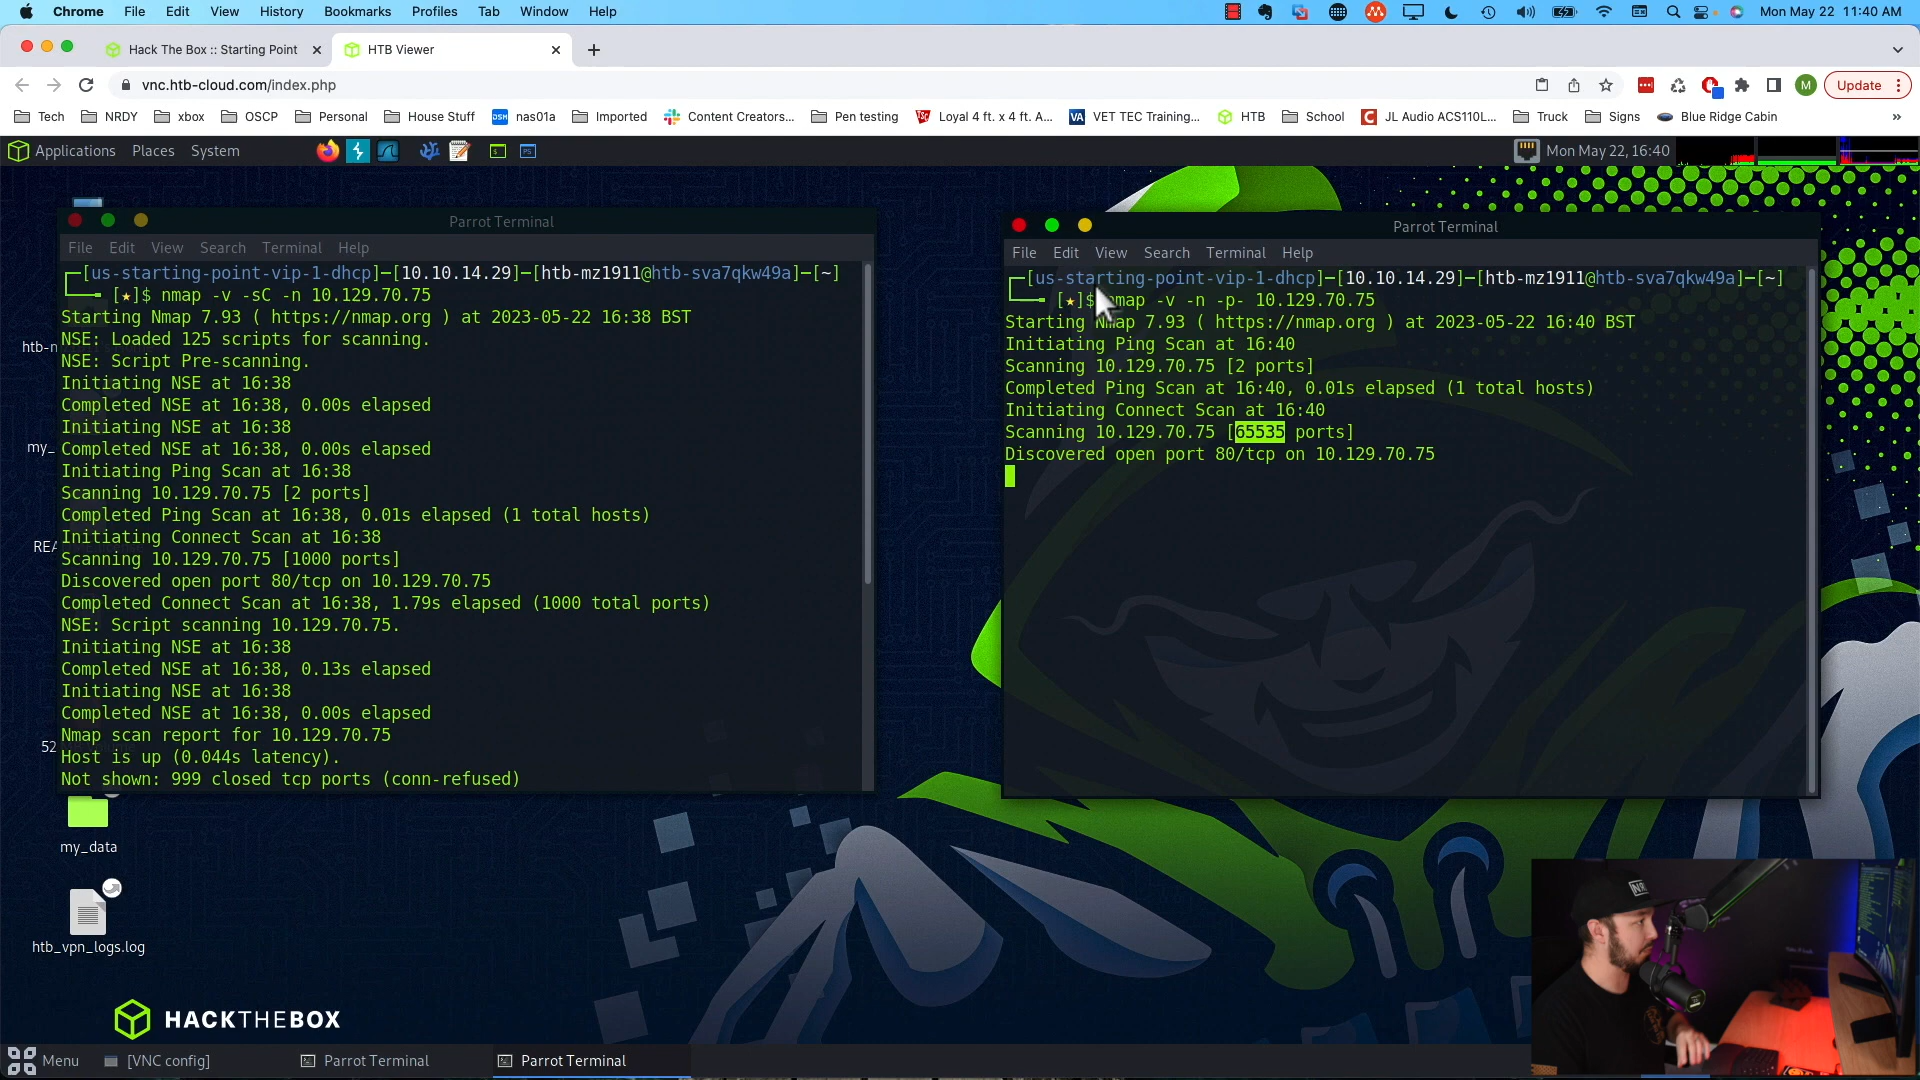 Chrome File Edit View History Bookmarks Profiles Tab Window Help Mon May 22 11:40 AM
Hack The Box :: Starting Point HTB Viewer
vnc.htb-cloud.com/index.php M Update
Tech NRDY xbox OSCP Personal House Stuff DSM nas01a Imported Content Creators... Pen testing Loyal 4 ft. x 4 ft. A... VA VET TEC Training... HTB School JL Audio ACS110L... Truck Signs Blue Ridge Cabin »
Applications Places System Mon May 22, 16:40
Parrot Terminal
File Edit View Search Terminal Help
┌─[us-starting-point-vip-1-dhcp]─[10.10.14.29]─[htb-mz1911@htb-sva7qkw49a]─[~]
└──╼ [★]$ nmap -v -sC -n 10.129.70.75
Starting Nmap 7.93 ( https://nmap.org ) at 2023-05-22 16:38 BST
NSE: Loaded 125 scripts for scanning.
NSE: Script Pre-scanning.
Initiating NSE at 16:38
Completed NSE at 16:38, 0.00s elapsed
Initiating NSE at 16:38
Completed NSE at 16:38, 0.00s elapsed
Initiating Ping Scan at 16:38
Scanning 10.129.70.75 [2 ports]
Completed Ping Scan at 16:38, 0.01s elapsed (1 total hosts)
Initiating Connect Scan at 16:38
Scanning 10.129.70.75 [1000 ports]
Discovered open port 80/tcp on 10.129.70.75
Completed Connect Scan at 16:38, 1.79s elapsed (1000 total ports)
NSE: Script scanning 10.129.70.75.
Initiating NSE at 16:38
Completed NSE at 16:38, 0.13s elapsed
Initiating NSE at 16:38
Completed NSE at 16:38, 0.00s elapsed
Nmap scan report for 10.129.70.75
Host is up (0.044s latency).
Not shown: 999 closed tcp ports (conn-refused)
Parrot Terminal
File Edit View Search Terminal Help
┌─[us-starting-point-vip-1-dhcp]─[10.10.14.29]─[htb-mz1911@htb-sva7qkw49a]─[~]
└──╼ [★]$ nmap -v -n -p- 10.129.70.75
Starting Nmap 7.93 ( https://nmap.org ) at 2023-05-22 16:40 BST
Initiating Ping Scan at 16:40
Scanning 10.129.70.75 [2 ports]
Completed Ping Scan at 16:40, 0.01s elapsed (1 total hosts)
Initiating Connect Scan at 16:40
Scanning 10.129.70.75 [65535 ports]
Discovered open port 80/tcp on 10.129.70.75
htb-
my_
REA
52
my_data
htb_vpn_logs.log
HACKTHEBOX
Menu [VNC config] Parrot Terminal Parrot Terminal